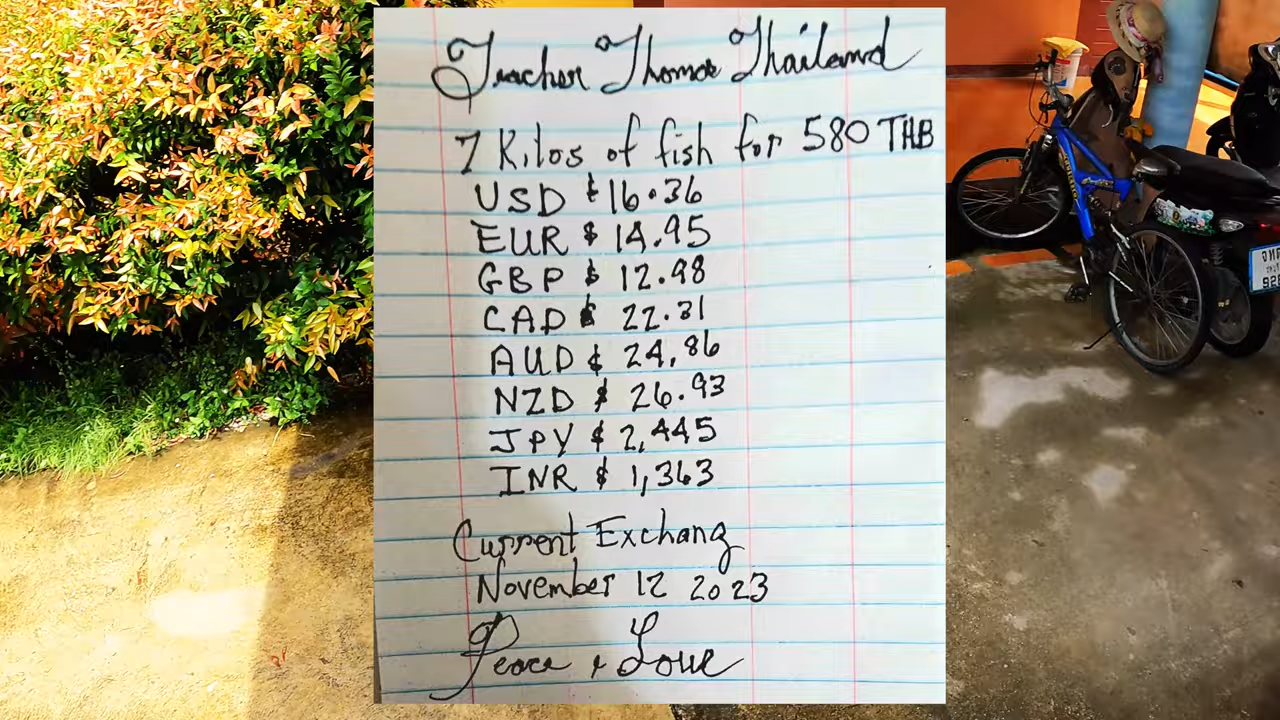 Teacher Thomas Thailand
7 Kilos of fish for 580 THB
USD $16.36
EUR $ 14.95
GBP $ 12.98
CAD $ 22.31
AUD $ 24,86
NZD $ 26.93
JPY $ 2,445
INR $ 1,363
Current Exchang
November 12 2023
Peace & Love